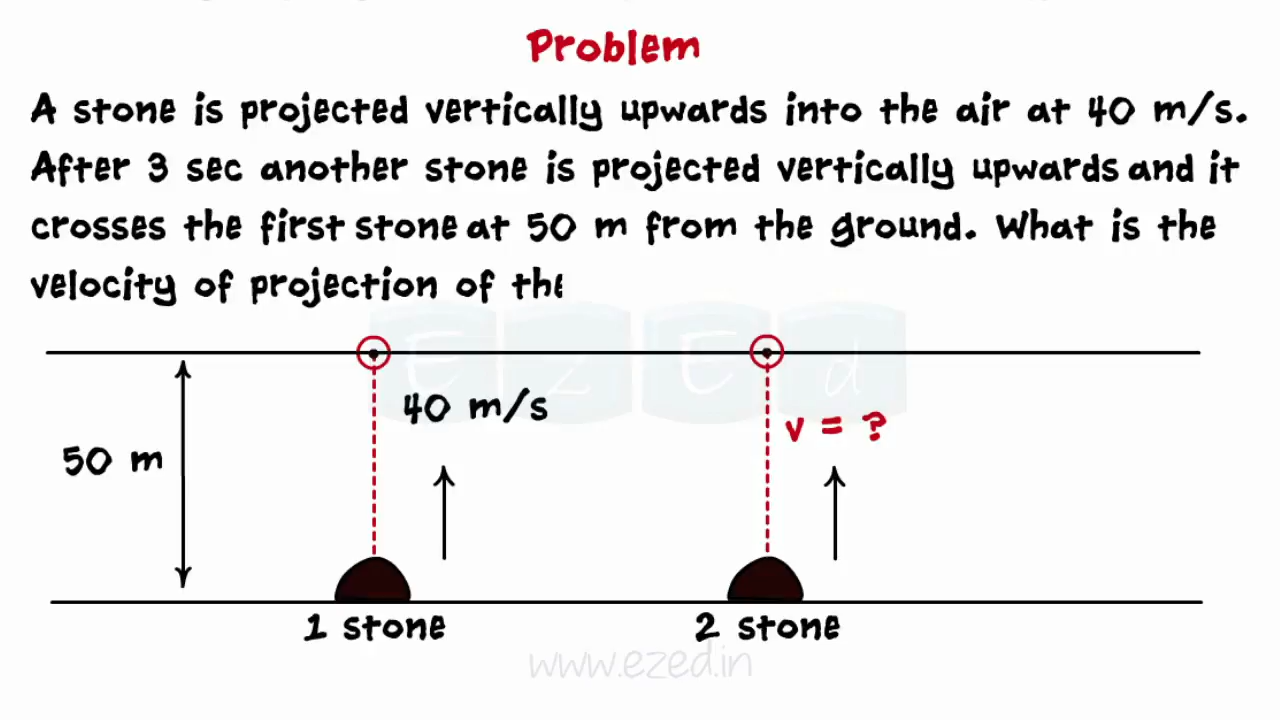 Problem
A stone is projected vertically upwards into the air at 40 m/s.
After 3 sec another stone is projected vertically upwards and it
crosses the first stone at 50 m from the ground. What is the
velocity of projection of the
EZEd
40 m/s
v = ?
50 m
1 stone
2 stone
www.ezed.in